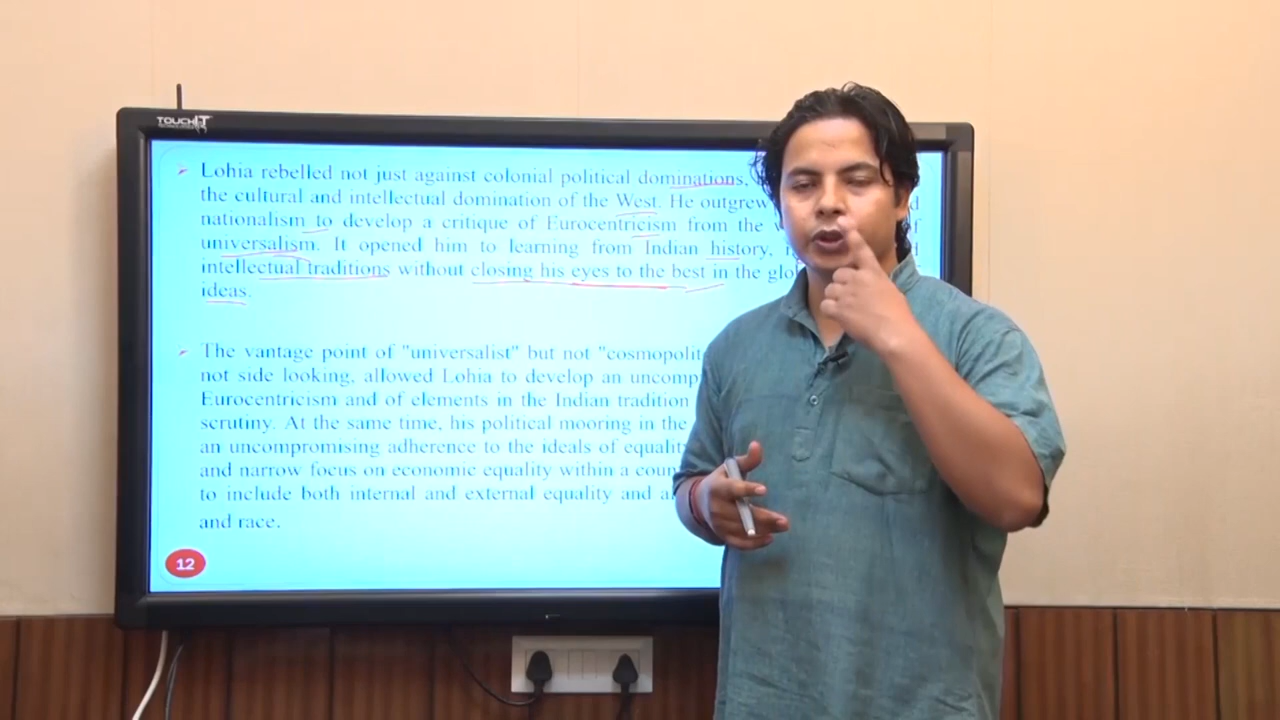 TOUCHIT
Lohia rebelled not just against colonial political dominations,
the cultural and intellectual domination of the West. He outgrew
nationalism to develop a critique of Eurocentricism from the
universalism. It opened him to learning from Indian history,
intellectual traditions without closing his eyes to the best in the
ideas.
The vantage point of "universalist" but not
not side looking, allowed Lohia to develop an
Eurocentricism and of elements in the Indian tradition
scrutiny. At the same time, his political mooring in the
an uncompromising adherence to the ideals of
and narrow focus on economic equality within a
to include both internal and external equality and
and race.
12